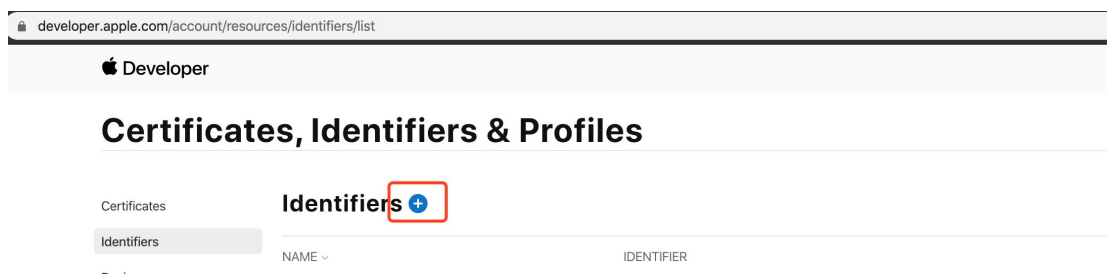 developer.apple.com/account/resources/identifiers/list
Developer
Certificates, Identifiers & Profiles
Certificates
Identifiers
Identifiers
NAME
IDENTIFIER